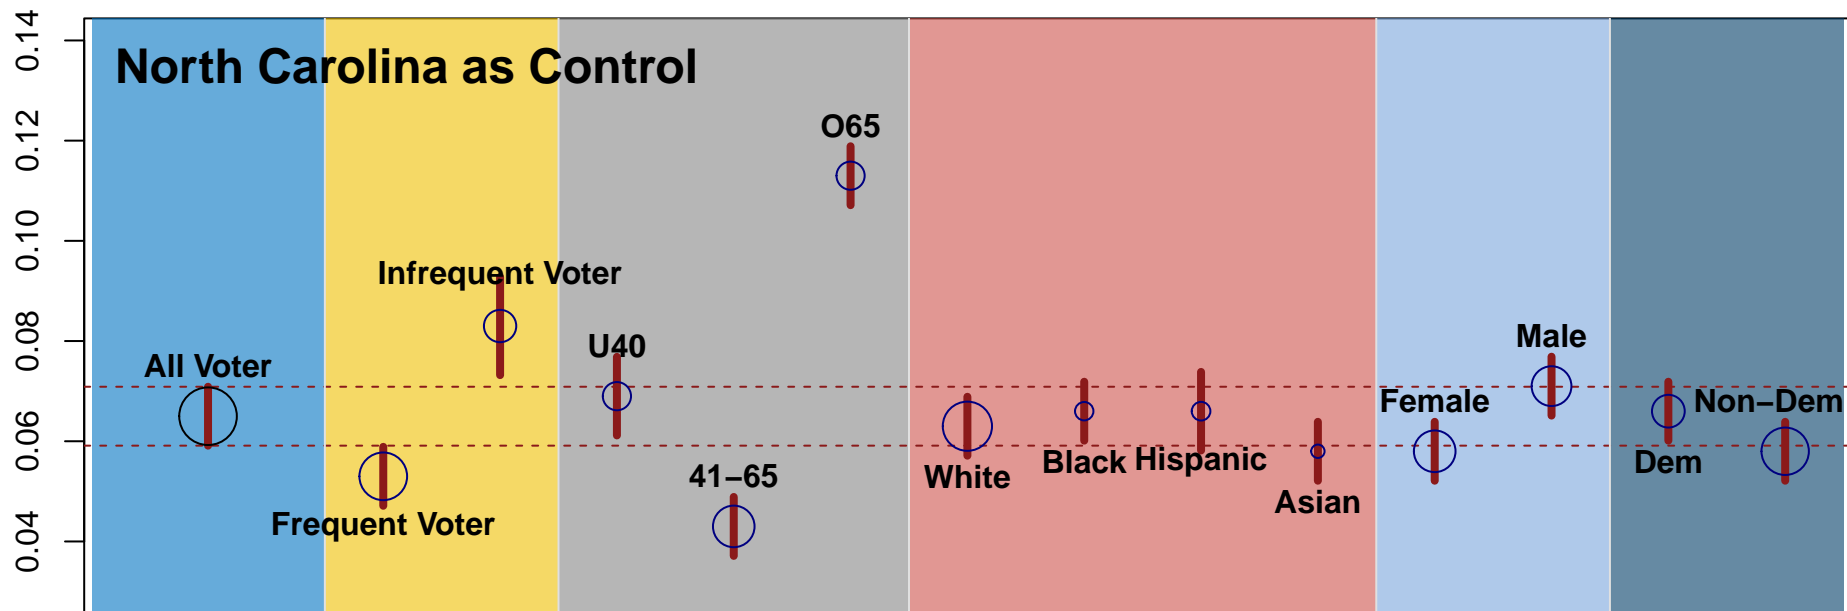 North Carolina as Control
0.14
0.12
0.10
0.08
0.06
0.04
All Voter
Frequent Voter
Infrequent Voter
U40
41−65
O65
White
Black
Hispanic
Asian
Female
Male
Dem
Non−Dem